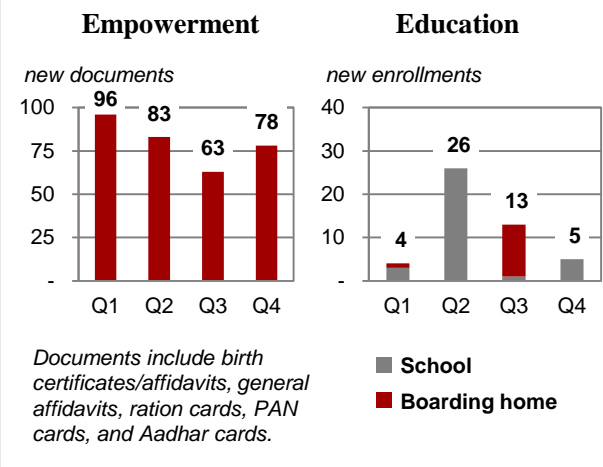 Empowerment
new documents
100
75
50
25
-
96
83
63
78
Q1 Q2 Q3 Q4
Documents include birth
certificates/affidavits, general
affidavits, ration cards, PAN
cards, and Aadhar cards.
Education
new enrollments
40
30
20
10
-
4
26
13
5
Q1 Q2 Q3 Q4
School
Boarding home